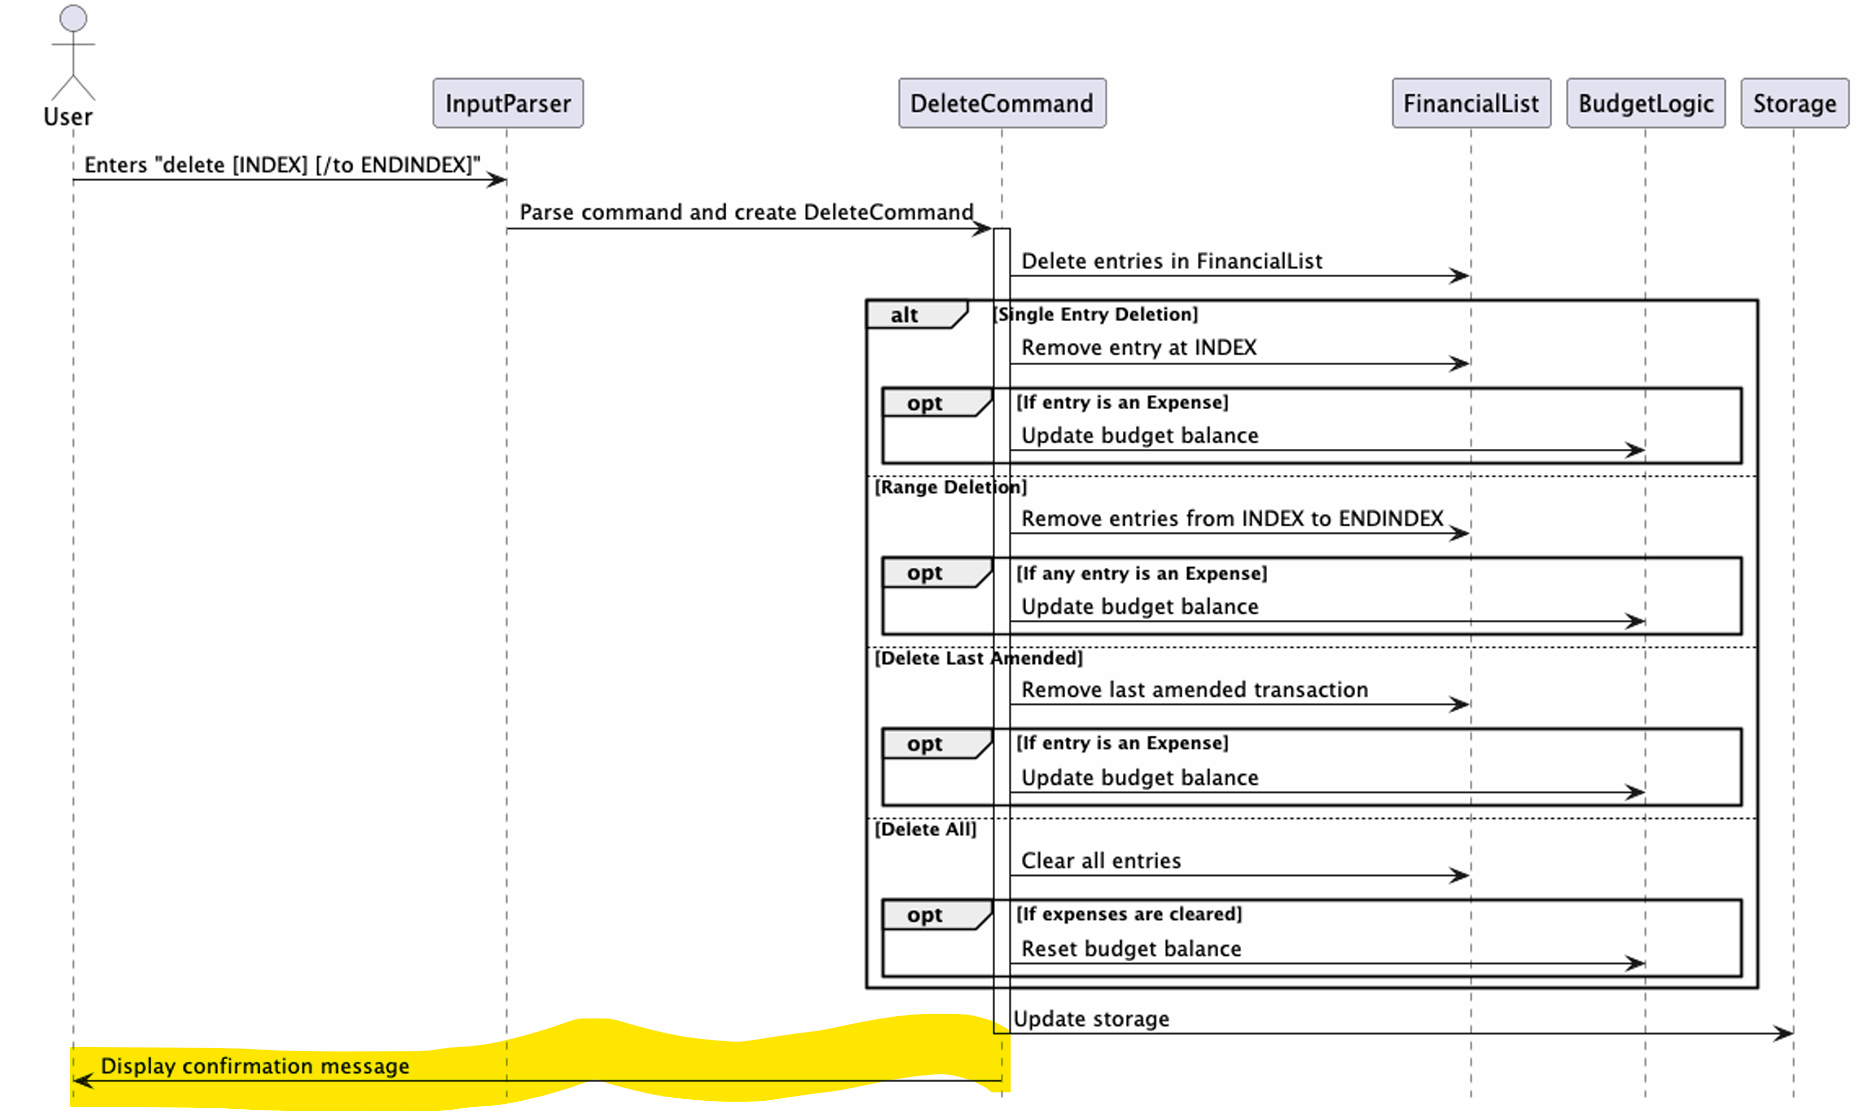 User
InputParser
DeleteCommand
FinancialList
BudgetLogic
Storage
Enters "delete [INDEX] [/to ENDINDEX]"
Parse command and create DeleteCommand
Delete entries in FinancialList
alt
[Single Entry Deletion]
Remove entry at INDEX
opt
[If entry is an Expense]
Update budget balance
[Range Deletion]
Remove entries from INDEX to ENDINDEX
opt
[If any entry is an Expense]
Update budget balance
[Delete Last Amended]
Remove last amended transaction
opt
[If entry is an Expense]
Update budget balance
[Delete All]
Clear all entries
opt
[If expenses are cleared]
Reset budget balance
Update storage
Display confirmation message